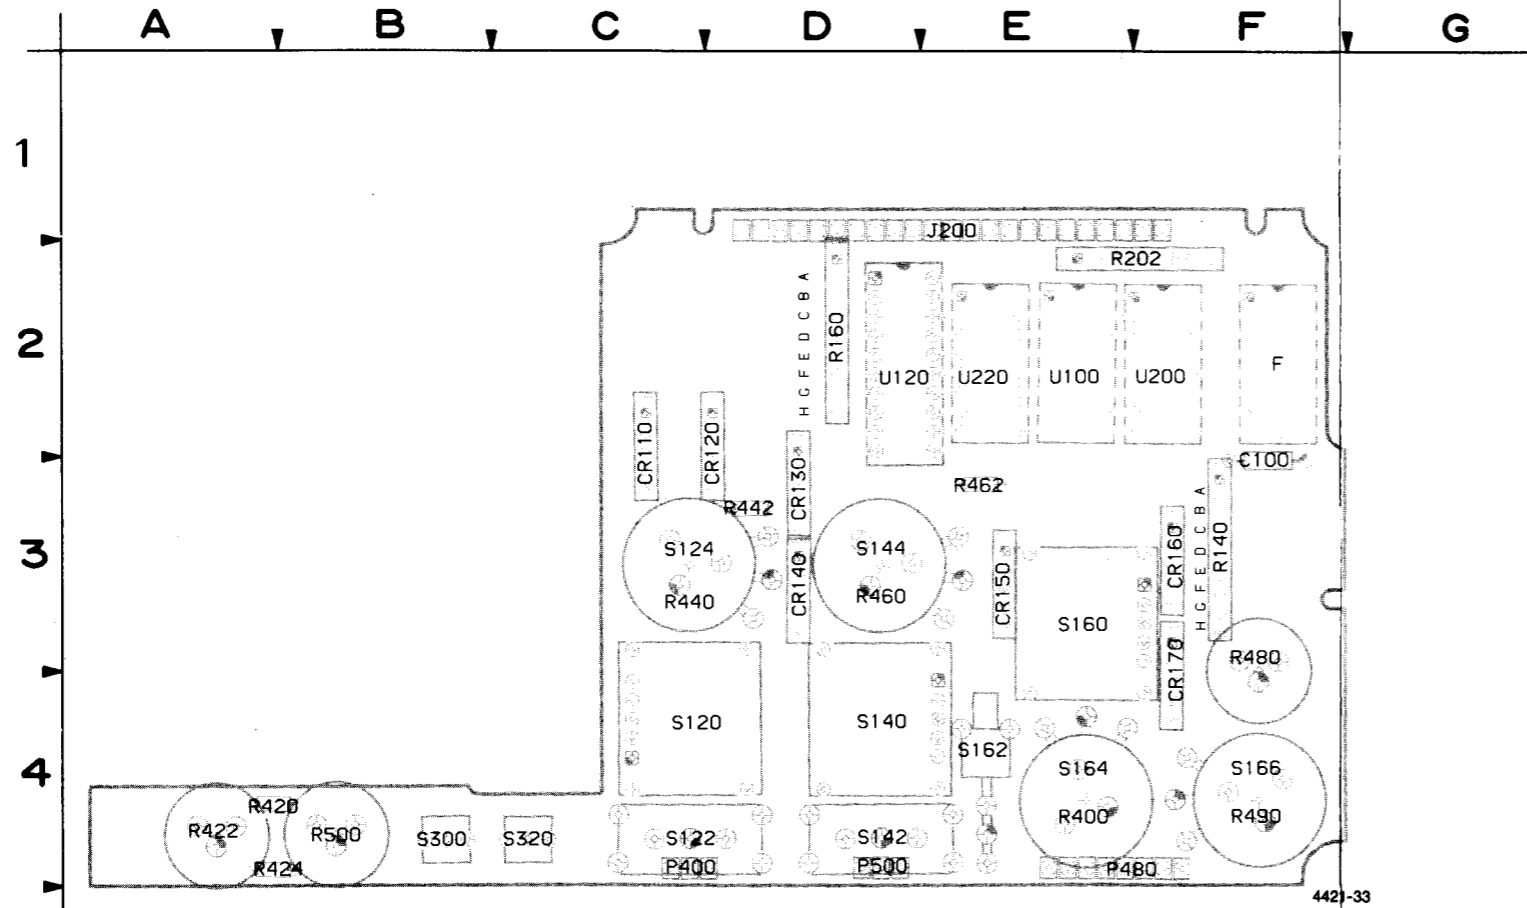 A B C D E F G
1
J200
R202
H G F E D C B A
R160
2
U120 U220 U100 U200 F
CR110
CR120
CR130
C100
R462
R442
H G F E D C B A
R140
CR160
3
S124 S144
CR140
CR150
R440 R460
S160
R480
CR170
S120 S140
S162
4
S164 S166
R420
R400 R490
R422 R500 S300 S320 S122 S142
R424 P400 P500 P480
4421-33